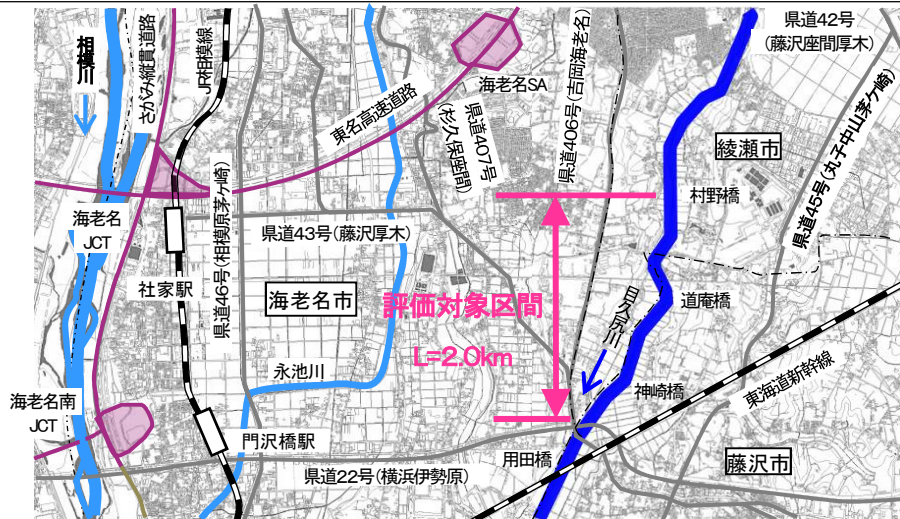 相模川
さがみ縦貫道路
JR相模線
東名高速道路
海老名SA
県道407号
(杉久保座間)
県道406号(吉岡海老名)
県道42号
(藤沢座間厚木)
綾瀬市
県道45号(丸子中山茅ケ崎)
村野橋
海老名
JCT
県道46号(相模原茅ケ崎)
県道43号(藤沢厚木)
社家駅
海老名市
評価対象区間
L=2.0km
目久尻川
道庵橋
永池川
神崎橋
東海道新幹線
海老名南
JCT
門沢橋駅
用田橋
藤沢市
県道22号(横浜伊勢原)